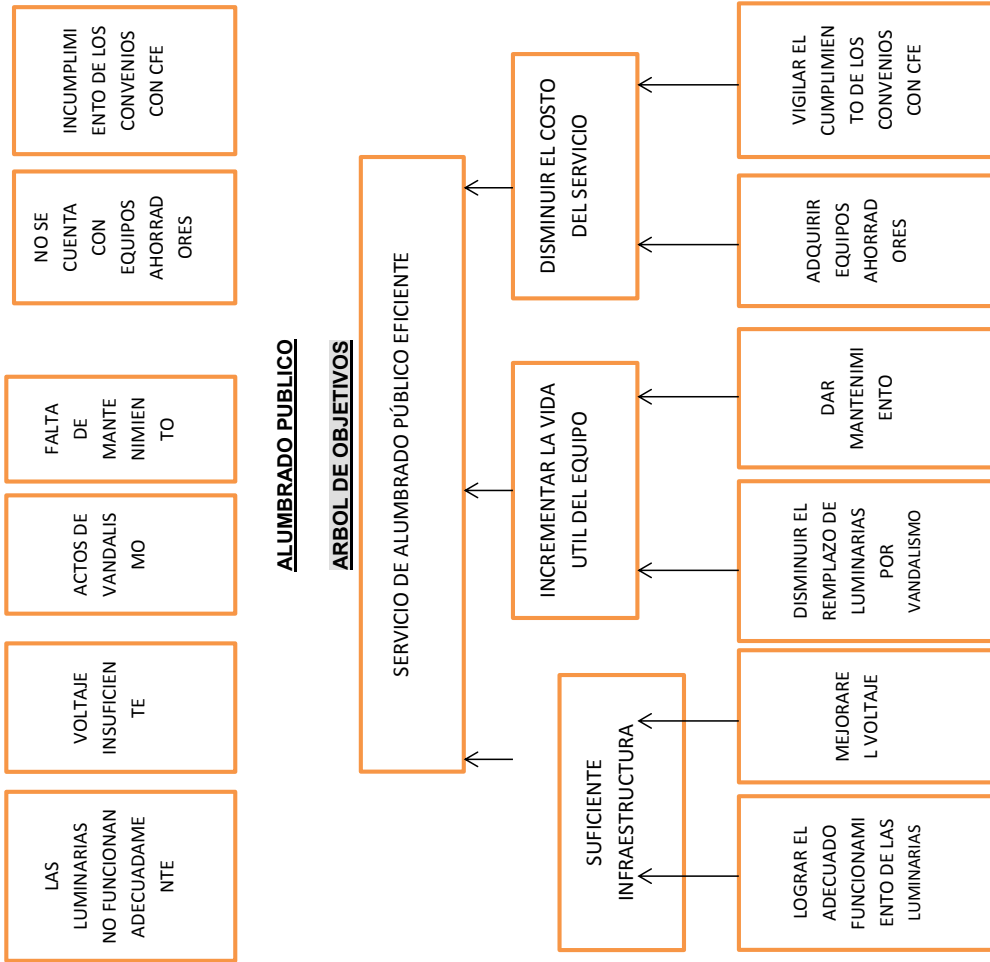 LAS
LUMINARIAS
NO FUNCIONAN
ADECUADAME
NTE
VOLTAJE
INSUFICIEN
TE
ACTOS DE
VANDALIS
MO
FALTA
DE
MANTE
NIMIEN
TO
NO SE
CUENTA
CON
EQUIPOS
AHORRAD
ORES
INCUMPLIMI
ENTO DE LOS
CONVENIOS
CON CFE
ALUMBRADO PUBLICO
ARBOL DE OBJETIVOS
SERVICIO DE ALUMBRADO PÚBLICO EFICIENTE
SUFICIENTE
INFRAESTRUCTURA
INCREMENTAR LA VIDA
UTIL DEL EQUIPO
DISMINUIR EL COSTO
DEL SERVICIO
LOGRAR EL
ADECUADO
FUNCIONAMI
ENTO DE LAS
LUMINARIAS
MEJORARE
L VOLTAJE
DISMINUIR EL
REMPLAZO DE
LUMINARIAS
POR
VANDALISMO
DAR
MANTENIMI
ENTO
ADQUIRIR
EQUIPOS
AHORRAD
ORES
VIGILAR EL
CUMPLIMIEN
TO DE LOS
CONVENIOS
CON CFE